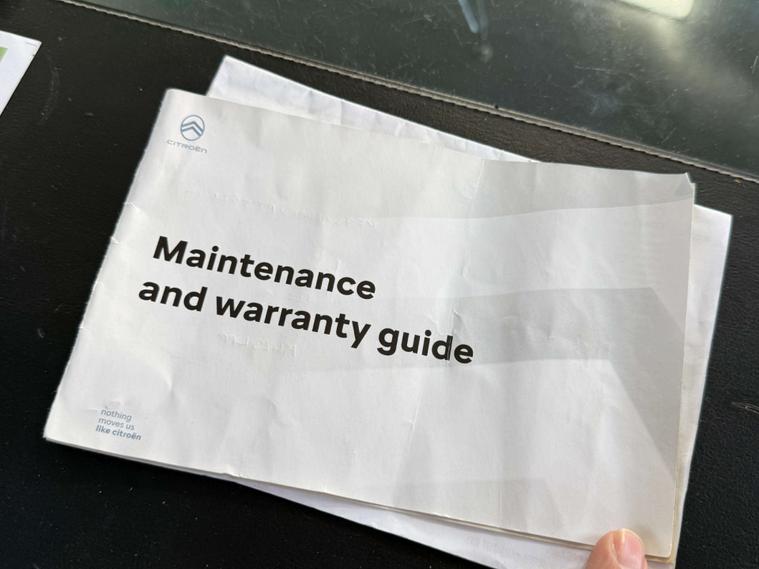 CITROËN
Maintenance
and warranty guide
nothing
moves us
like citroën